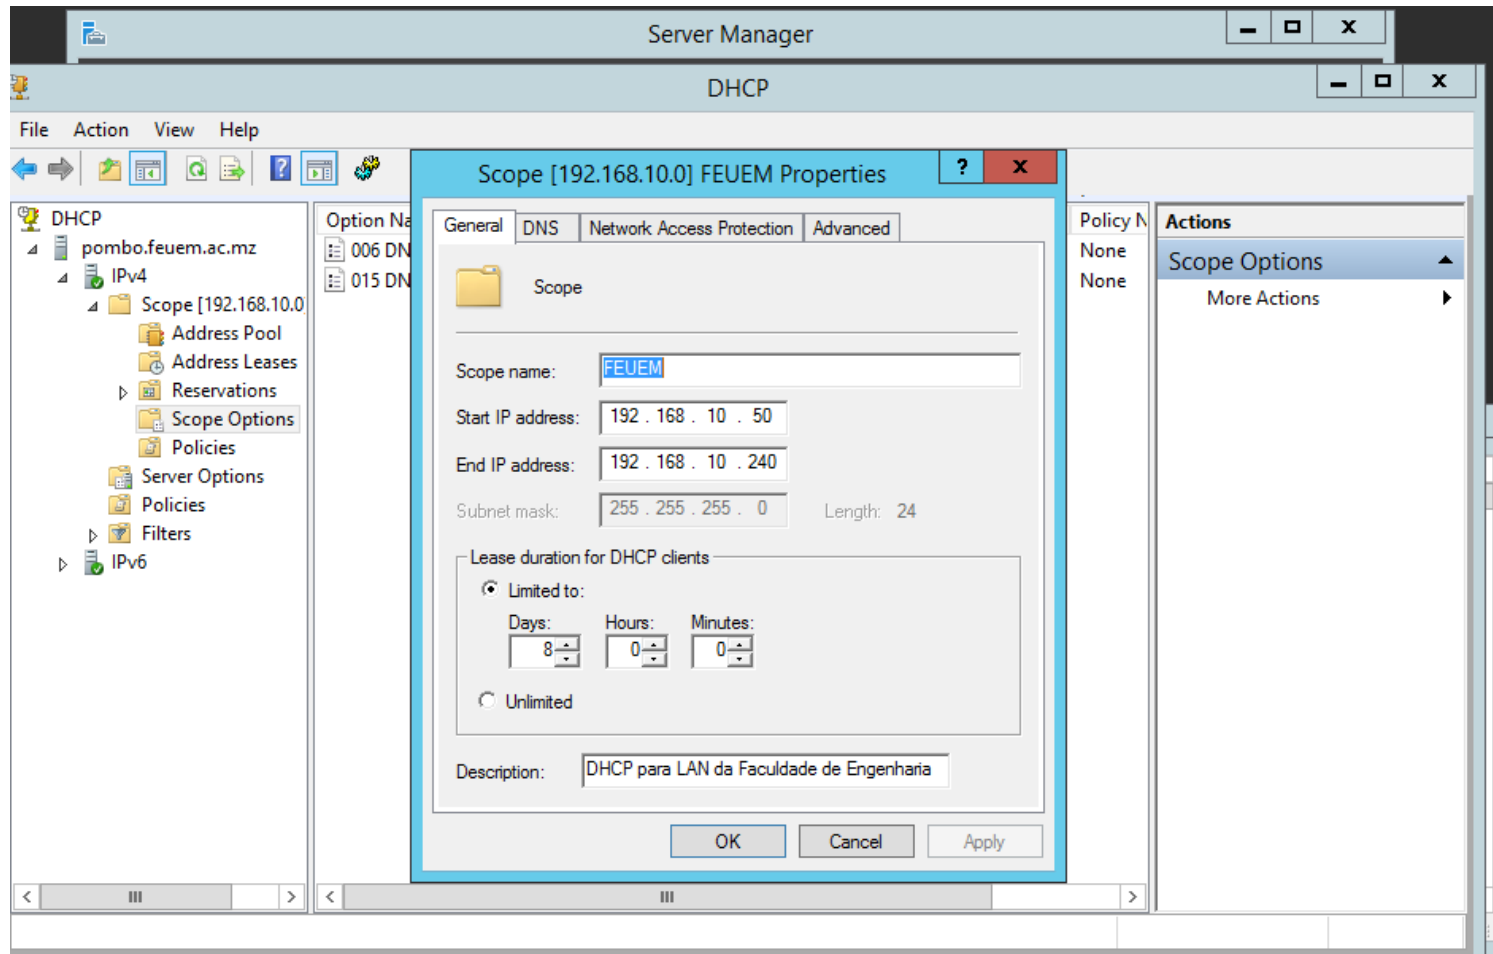 Server Manager
DHCP
File Action View Help
Scope [192.168.10.0] FEUEM Properties
DHCP
pombo.feuem.ac.mz
IPv4
Scope [192.168.10.0
Address Pool
Address Leases
Reservations
Scope Options
Policies
Server Options
Policies
Filters
IPv6
Option Na
006 DN
015 DN
General DNS Network Access Protection Advanced
Scope
Scope name: FEUEM
Start IP address: 192 . 168 . 10 . 50
End IP address: 192 . 168 . 10 . 240
Subnet mask: 255 . 255 . 255 . 0 Length: 24
Lease duration for DHCP clients
Limited to:
Days: Hours: Minutes:
8 0 0
Unlimited
Description: DHCP para LAN da Faculdade de Engenharia
OK Cancel Apply
Policy N
None
None
Actions
Scope Options
More Actions